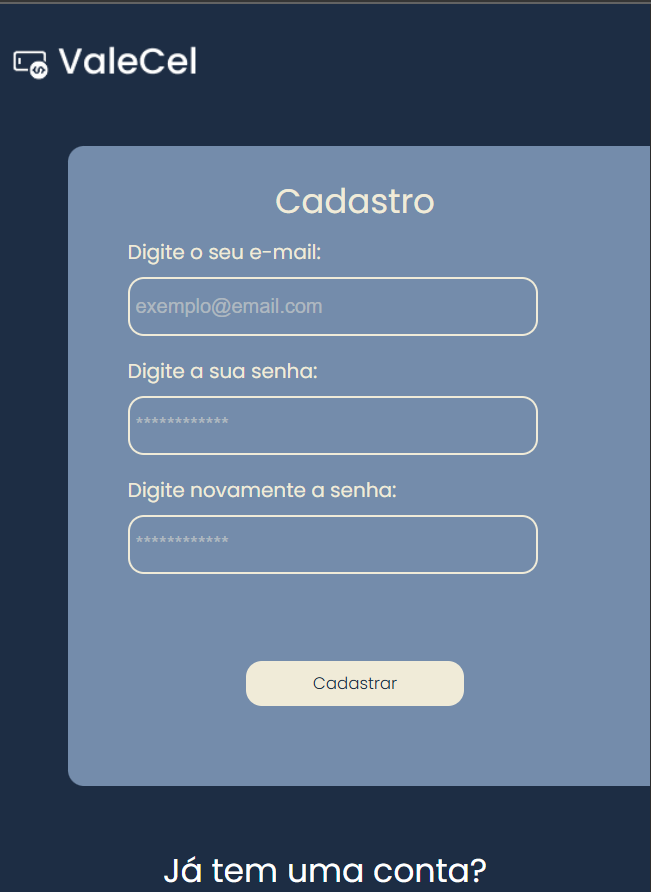 ValeCel
Cadastro
Digite o seu e-mail:
exemplo@email.com
Digite a sua senha:
************
Digite novamente a senha:
************
Cadastrar
Já tem uma conta?